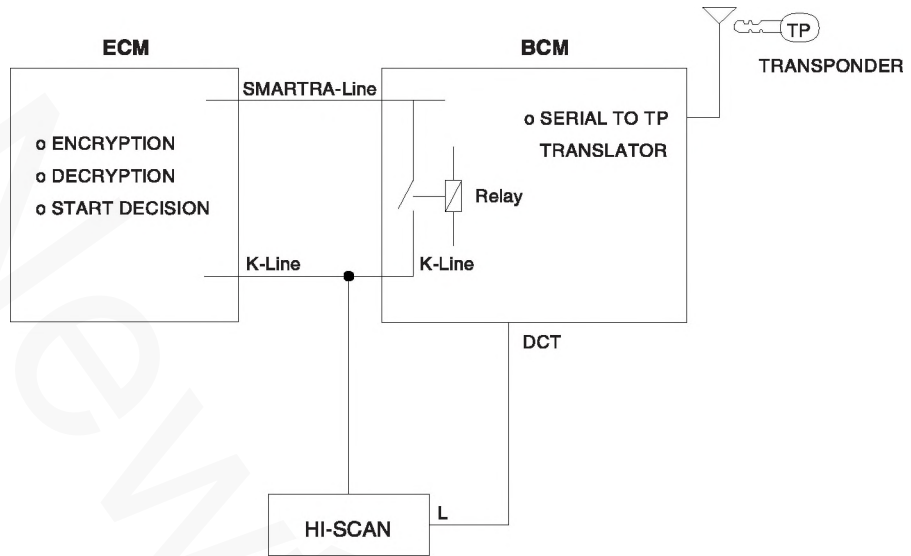 ECM
BCM
TP
TRANSPONDER
SMARTRA-Line
o ENCRYPTION
o DECRYPTION
o START DECISION
o SERIAL TO TP
TRANSLATOR
Relay
K-Line
K-Line
DCT
HI-SCAN
L
New